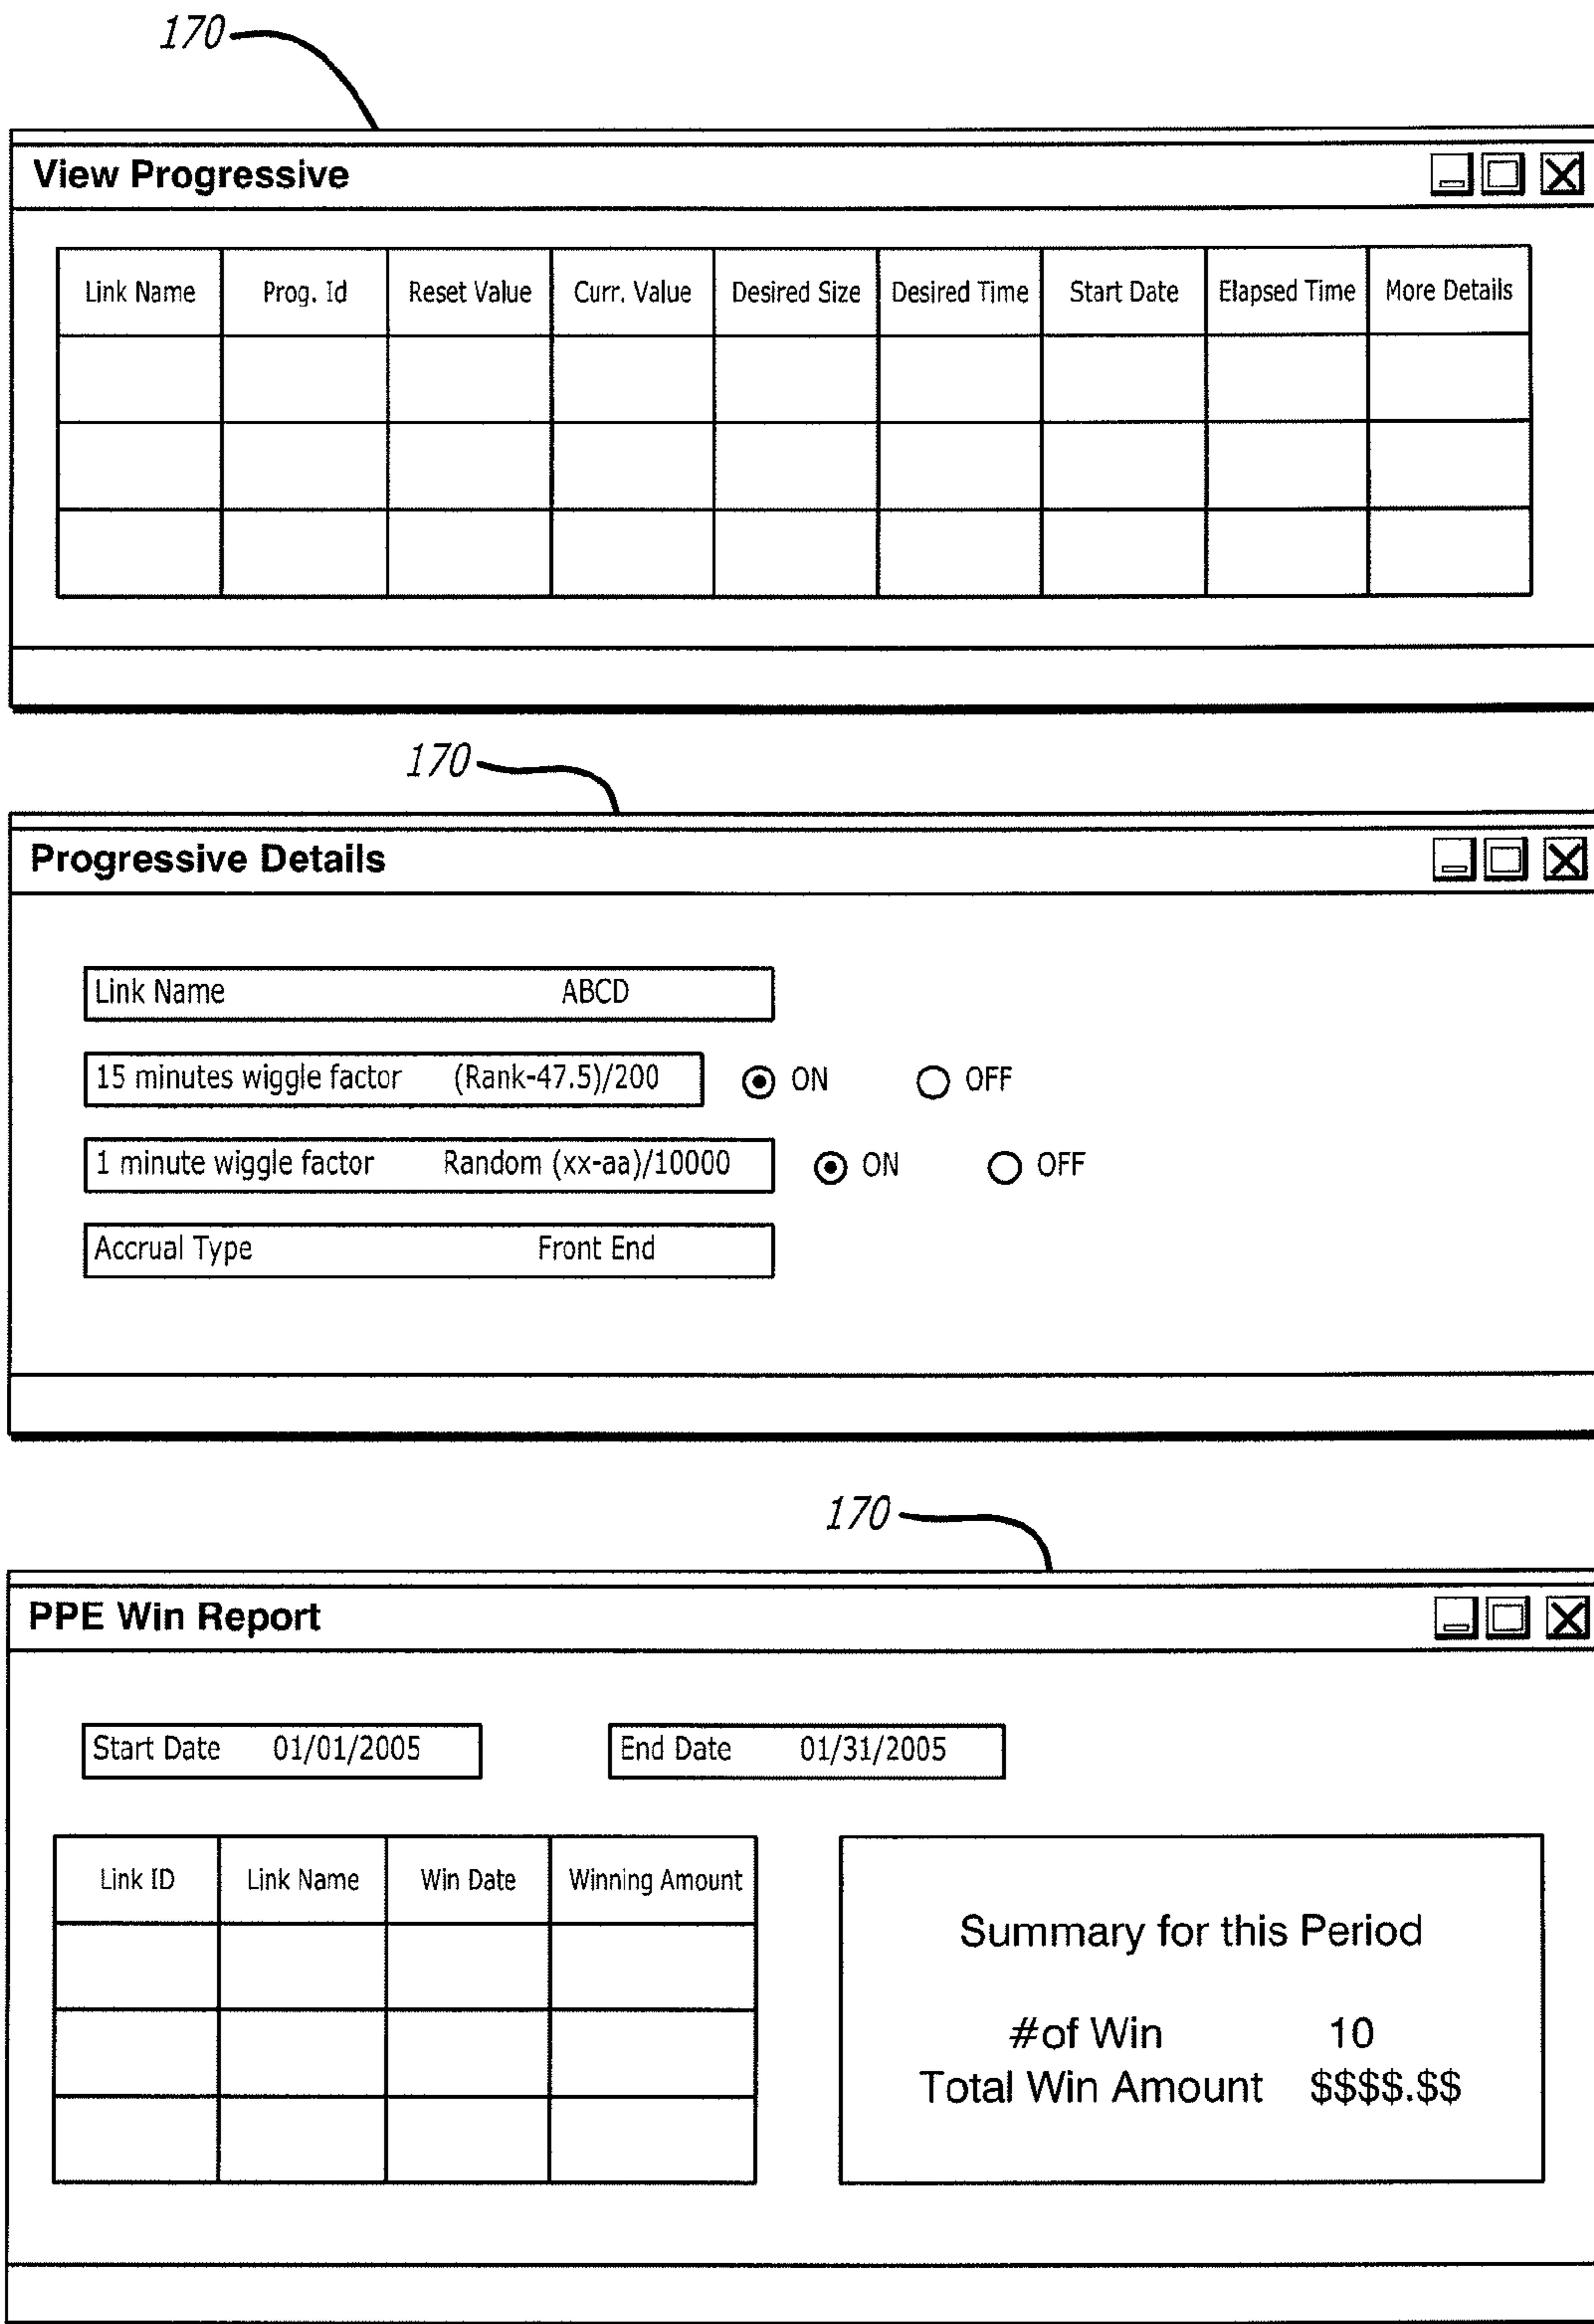 170
View Progressive
Link Name Prog. Id Reset Value Curr. Value Desired Size Desired Time Start Date Elapsed Time More Details
170
Progressive Details
Link Name ABCD
15 minutes wiggle factor (Rank-47.5)/200 ON OFF
1 minute wiggle factor Random (xx-aa)/10000 ON OFF
Accrual Type Front End
170
PPE Win Report
Start Date 01/01/2005 End Date 01/31/2005
Link ID Link Name Win Date Winning Amount
Summary for this Period
#of Win 10
Total Win Amount $$$$.$$